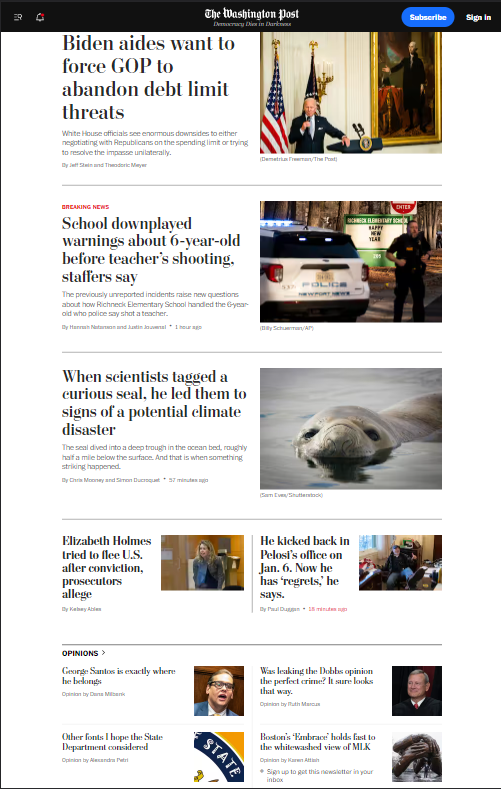 The Washington Post
Democracy Dies in Darkness
Subscribe
Sign in
Biden aides want to
force GOP to
abandon debt limit
threats
White House officials see enormous downsides to either
negotiating with Republicans on the spending limit or trying
to resolve the impasse unilaterally.
By Jeff Stein and Theodoric Meyer
(Demetrius Freeman/The Post)
BREAKING NEWS
School downplayed
warnings about 6-year-old
before teacher's shooting,
staffers say
The previously unreported incidents raise new questions
about how Richneck Elementary School handled the 6-year-
old who police say shot a teacher.
By Hannah Natanson and Justin Jouvenal • 1 hour ago
ENTER
RICHNECK ELEMENTARY SCHOOL
HAPPY
NEW
YEAR
205
POLICE
NEWPORT NEWS
(Billy Schuerman/AP)
When scientists tagged a
curious seal, he led them to
signs of a potential climate
disaster
The seal dived into a deep trough in the ocean bed, roughly
half a mile below the surface. And that is when something
striking happened.
By Chris Mooney and Simon Ducroquet • 57 minutes ago
(Sam Eves/Shutterstock)
Elizabeth Holmes
tried to flee U.S.
after conviction,
prosecutors
allege
By Kelsey Ables
He kicked back in
Pelosi's office on
Jan. 6. Now he
has 'regrets,' he
says.
By Paul Duggan • 16 minutes ago
OPINIONS >
George Santos is exactly where
he belongs
Opinion by Dana Milbank
Was leaking the Dobbs opinion
the perfect crime? It sure looks
that way.
Opinion by Ruth Marcus
Other fonts I hope the State
Department considered
Opinion by Alexandra Petri
STATE
Boston's 'Embrace' holds fast to
the whitewashed view of MLK
Opinion by Karen Attiah
Sign up to get this newsletter in your
inbox